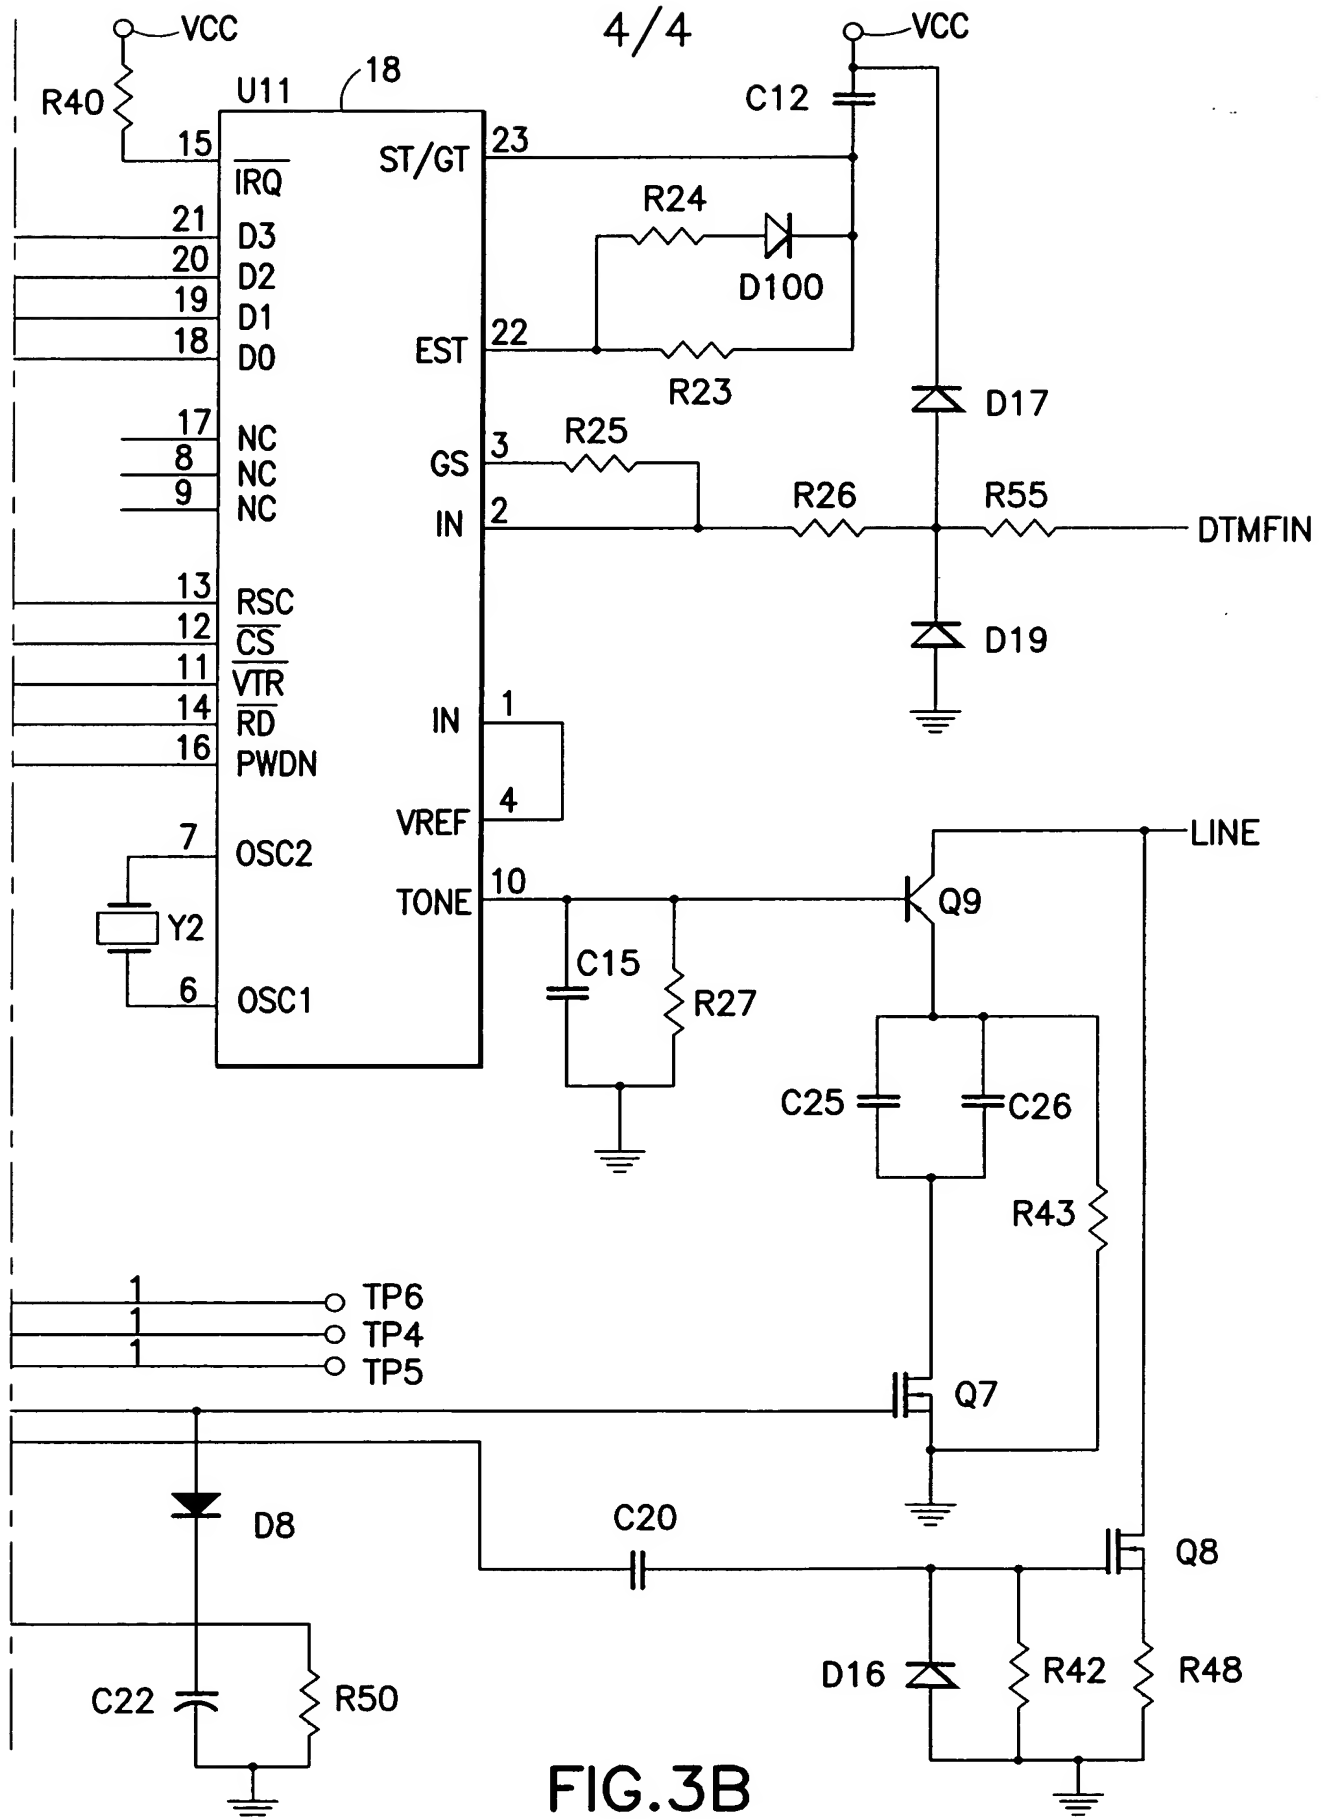 4/4
VCC
VCC
R40
U11
18
C12
15
IRQ
ST/GT
23
R24
D100
21
D3
20
D2
19
D1
18
D0
EST
22
R23
D17
17
NC
8
NC
9
NC
GS
3
R25
IN
2
R26
R55
DTMFIN
13
RSC
12
CS
11
VTR
14
RD
16
PWDN
D19
IN
1
VREF
4
LINE
7
OSC2
Y2
6
OSC1
TONE
10
Q9
C15
R27
C25
C26
R43
1
TP6
1
TP4
1
TP5
Q7
D8
C20
Q8
C22
R50
D16
R42
R48
FIG.3B